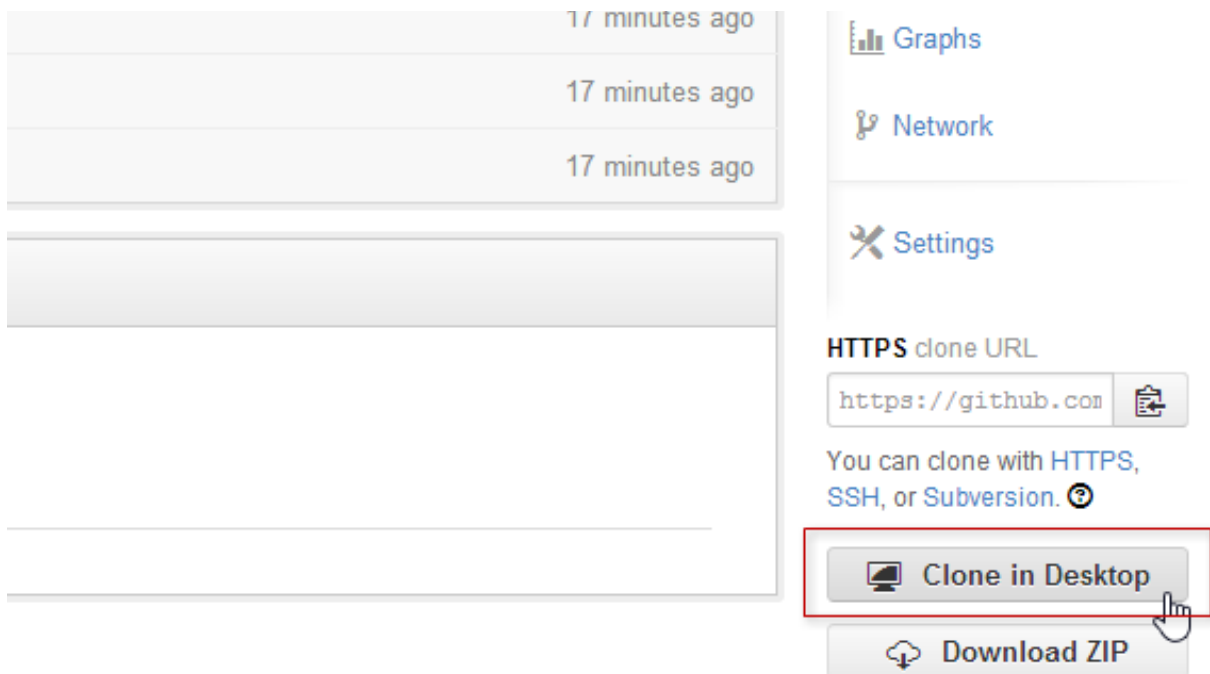 17 minutes ago
17 minutes ago
17 minutes ago
Graphs
Network
Settings
HTTPS clone URL
https://github.com
You can clone with HTTPS,
SSH, or Subversion.
Clone in Desktop
Download ZIP